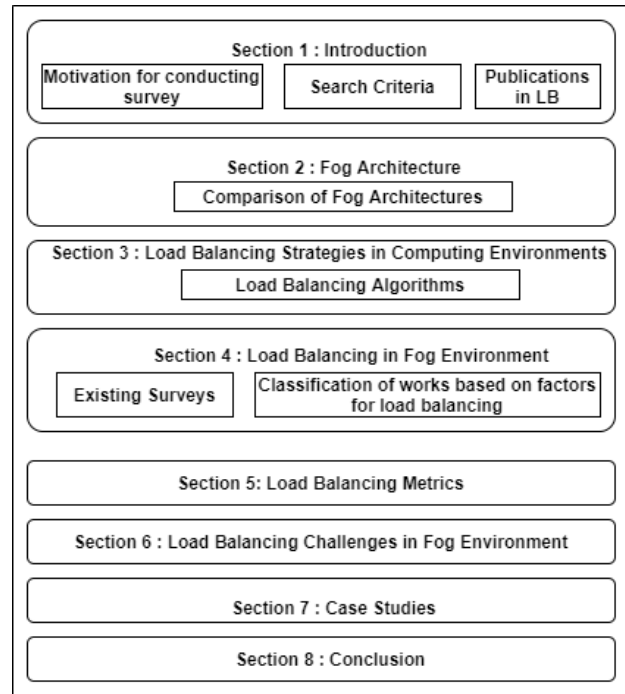 Section 1 : Introduction
Motivation for conducting
survey
Search Criteria
Publications
in LB
Section 2 : Fog Architecture
Comparison of Fog Architectures
Section 3 : Load Balancing Strategies in Computing Environments
Load Balancing Algorithms
Section 4 : Load Balancing in Fog Environment
Existing Surveys
Classification of works based on factors
for load balancing
Section 5: Load Balancing Metrics
Section 6 : Load Balancing Challenges in Fog Environment
Section 7 : Case Studies
Section 8 : Conclusion